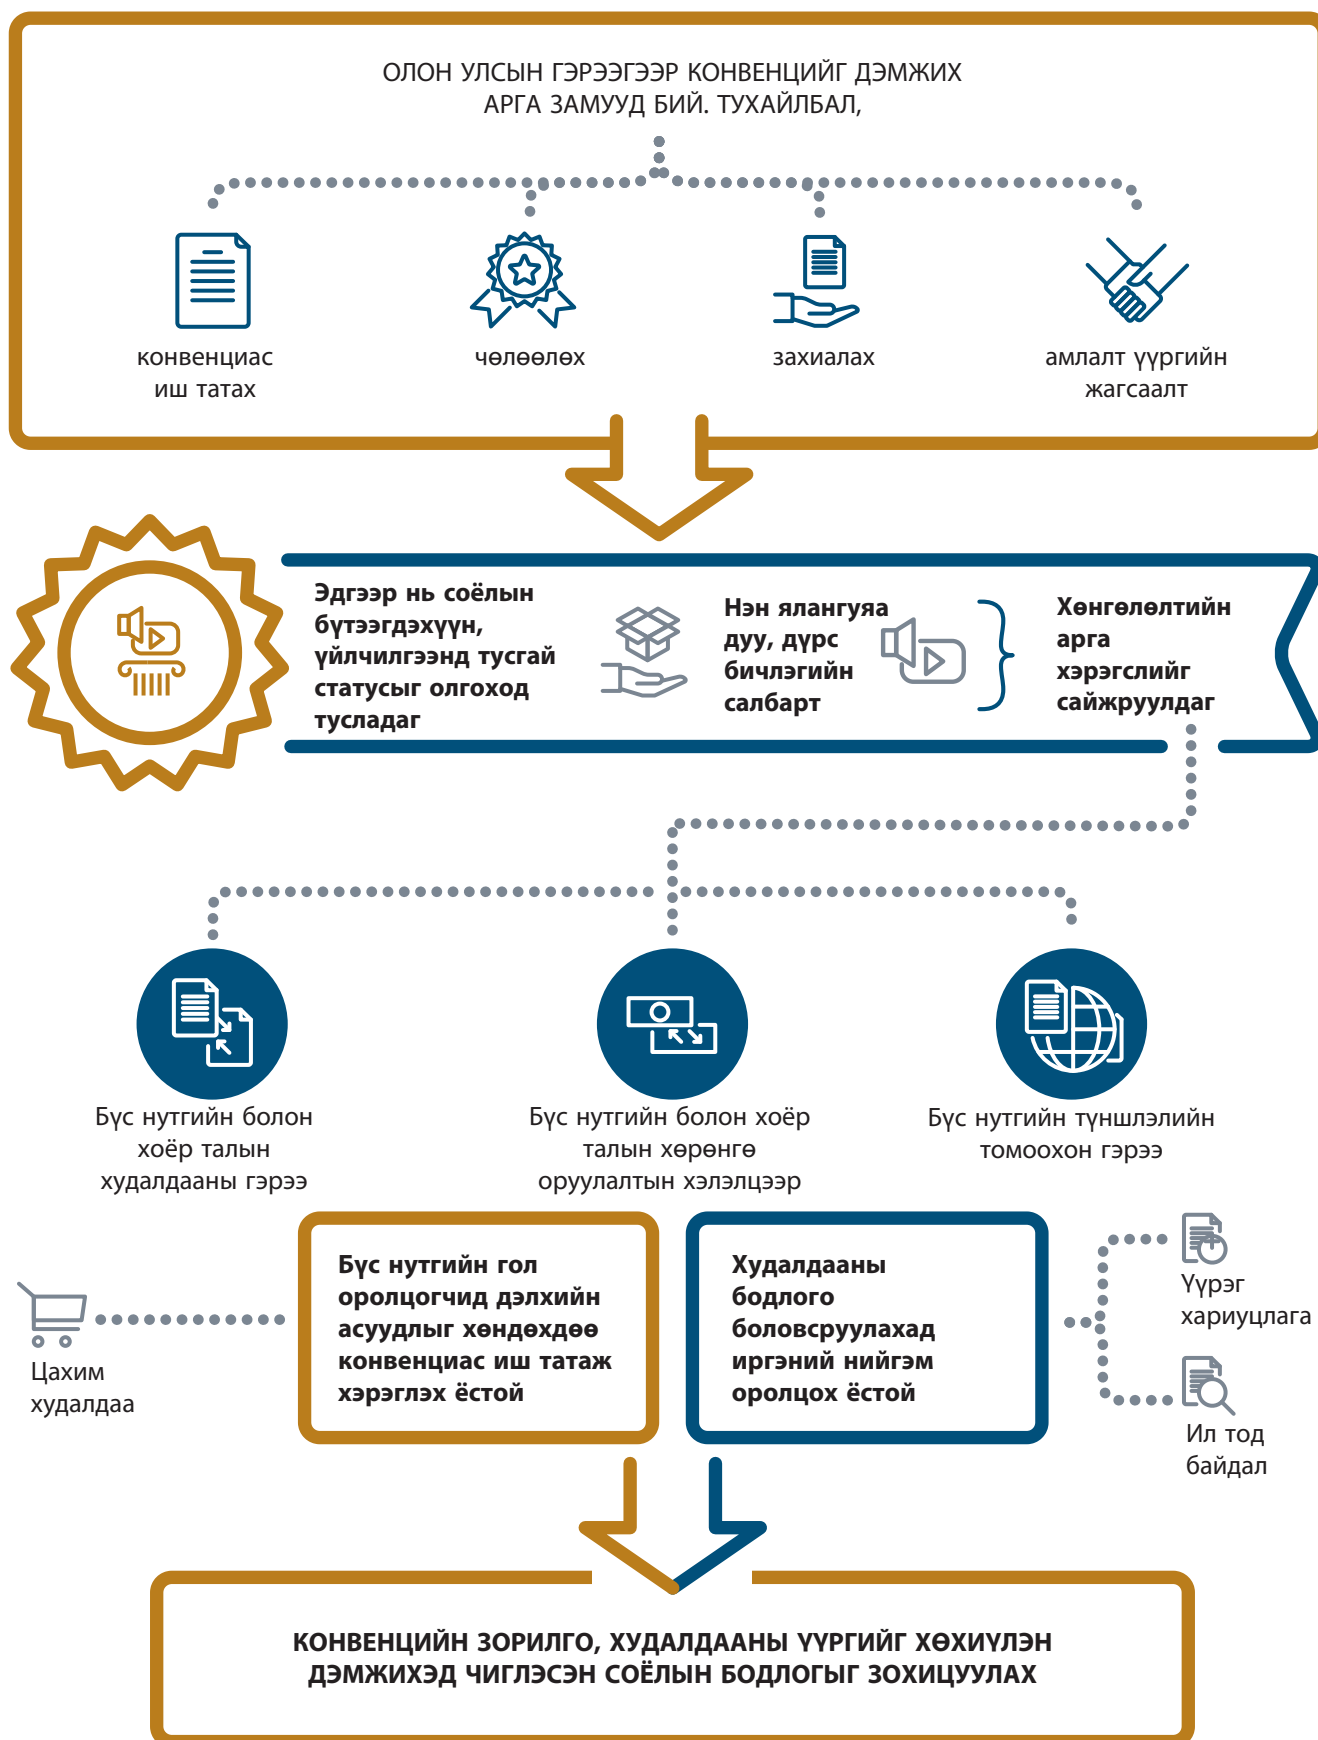 ОЛОН УЛСЫН ГЭРЭЭГЭЭР КОНВЕНЦИЙГ ДЭМЖИХ
АРГА ЗАМУУД БИЙ. ТУХАЙЛБАЛ,
конвенциас
иш татах
чөлөөлөх
захиалах
амлалт үүргийн
жагсаалт
Эдгээр нь соёлын
бүтээгдэхүүн,
үйлчилгээнд тусгай
статусыг олгоход
тусладаг
Нэн ялангуяа
дуу, дүрс
бичлэгийн
салбарт
Хөнгөлөлтийн
арга
хэрэгслийг
сайжруулдаг
Бүс нутгийн болон
хоёр талын
худалдааны гэрээ
Бүс нутгийн болон хоёр
талын хөрөнгө
оруулалтын хэлэлцээр
Бүс нутгийн түншлэлийн
томоохон гэрээ
Цахим
худалдаа
Бүс нутгийн гол
оролцогчид дэлхийн
асуудлыг хөндөхдөө
конвенциас иш татаж
хэрэглэх ёстой
Худалдааны
бодлого
боловсруулахад
иргэний нийгэм
оролцох ёстой
Үүрэг
хариуцлага
Ил тод
байдал
КОНВЕНЦИЙН ЗОРИЛГО, ХУДАЛДААНЫ ҮҮРГИЙГ ХӨХИҮЛЭН
ДЭМЖИХЭД ЧИГЛЭСЭН СОЁЛЫН БОДЛОГЫГ ЗОХИЦУУЛАХ